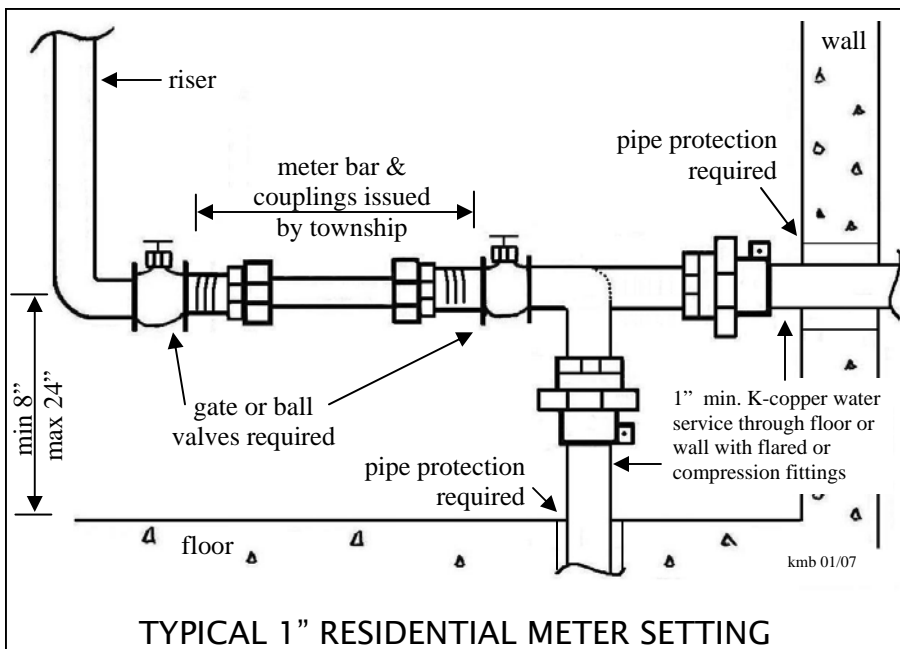 wall
riser
pipe protection
required
meter bar &
couplings issued
by township
min 8”
max 24”
gate or ball
valves required
1” min. K-copper water
service through floor or
wall with flared or
compression fittings
pipe protection
required
floor
kmb 01/07
TYPICAL 1” RESIDENTIAL METER SETTING